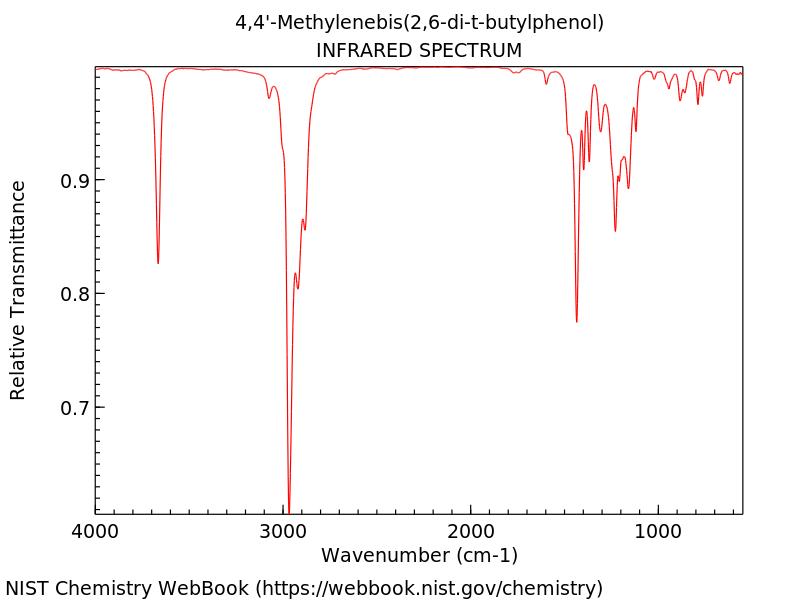 4,4'-Methylenebis(2,6-di-t-butylphenol)
INFRARED SPECTRUM
Relative Transmittance
0.9
0.8
0.7
4000 3000 2000 1000
Wavenumber (cm-1)
NIST Chemistry WebBook (https://webbook.nist.gov/chemistry)